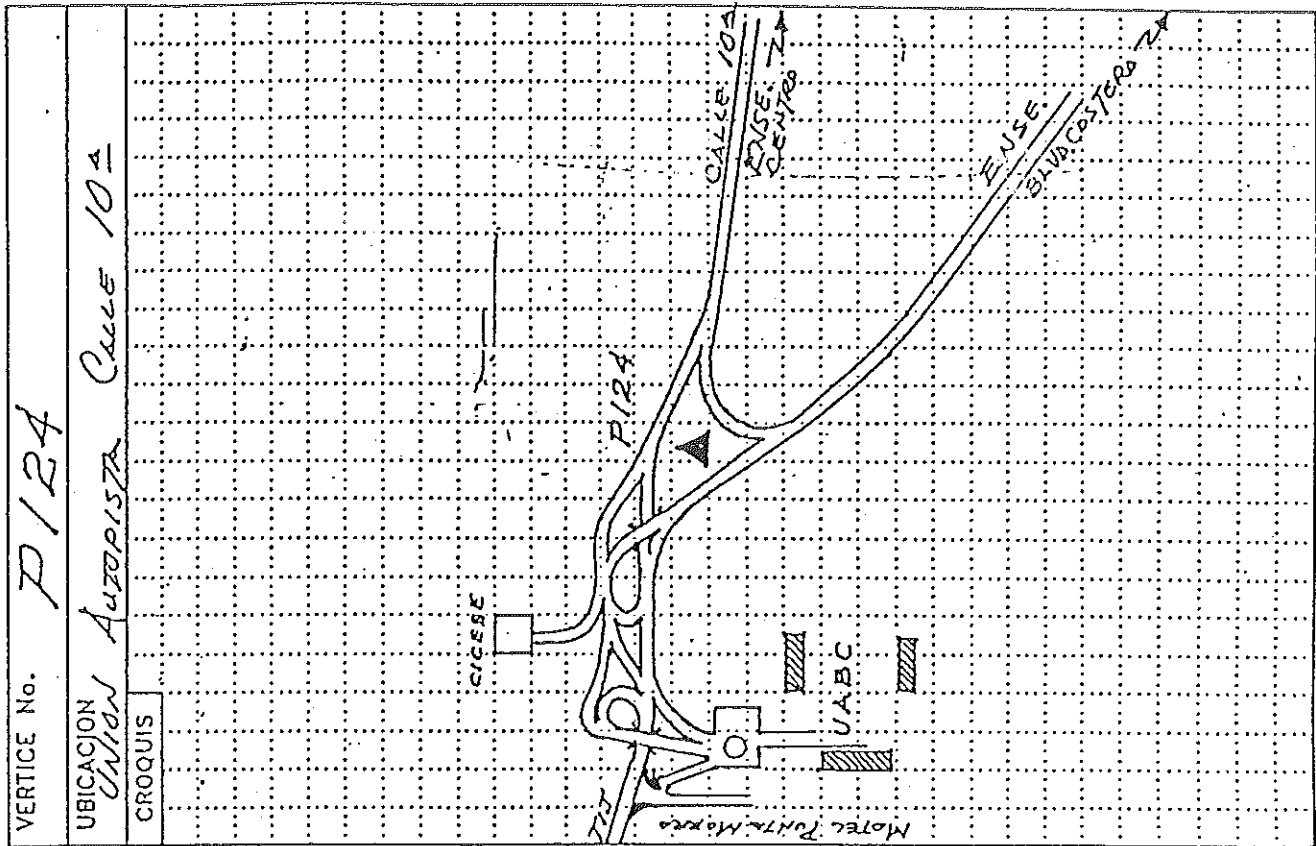 VERTICE No. P124
UBICACION
UNION AUTOPISTA CALLE 10ª
CROQUIS
CICESE
P124
CALLE 10ª
ENSE.
CENTRO
ENSE.
BLVD COSTERO
TIJ
UABC
MOTEL PUNTA MORRO